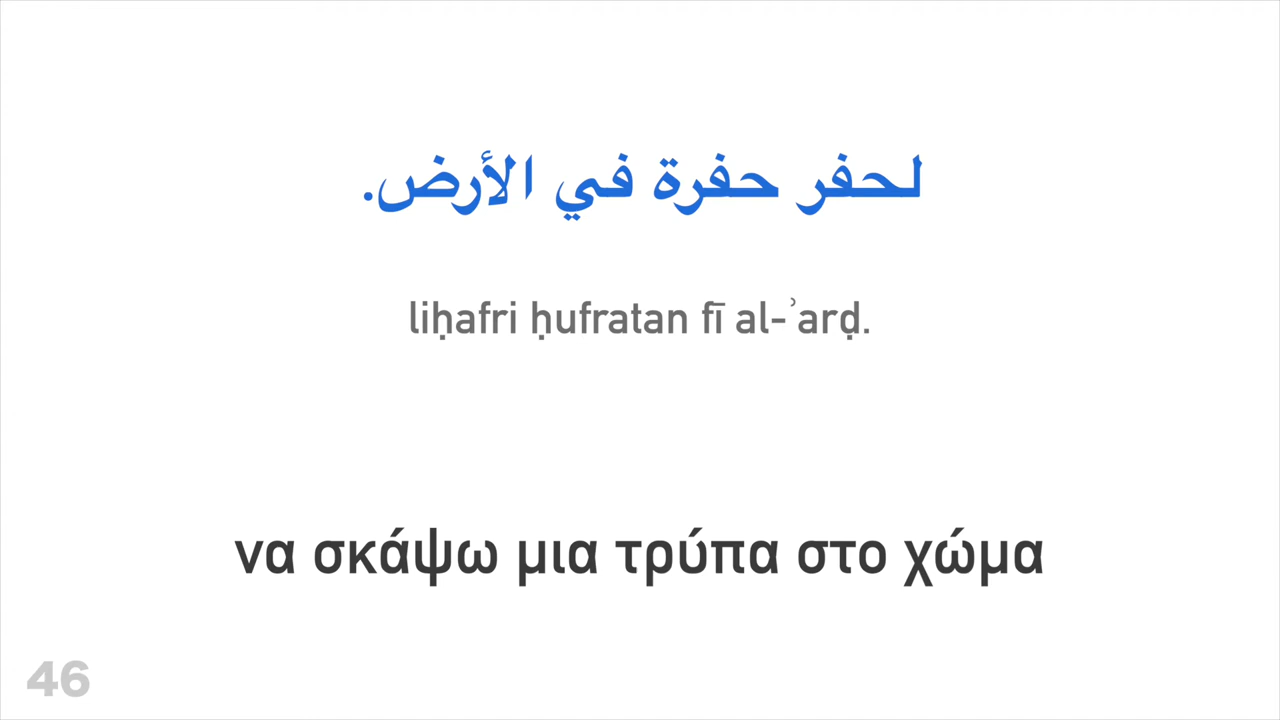 لحفر حفرة في الأرض.
liḥafri ḥufratan fī al-ʾarḍ.
να σκάψω μια τρύπα στο χώμα
46